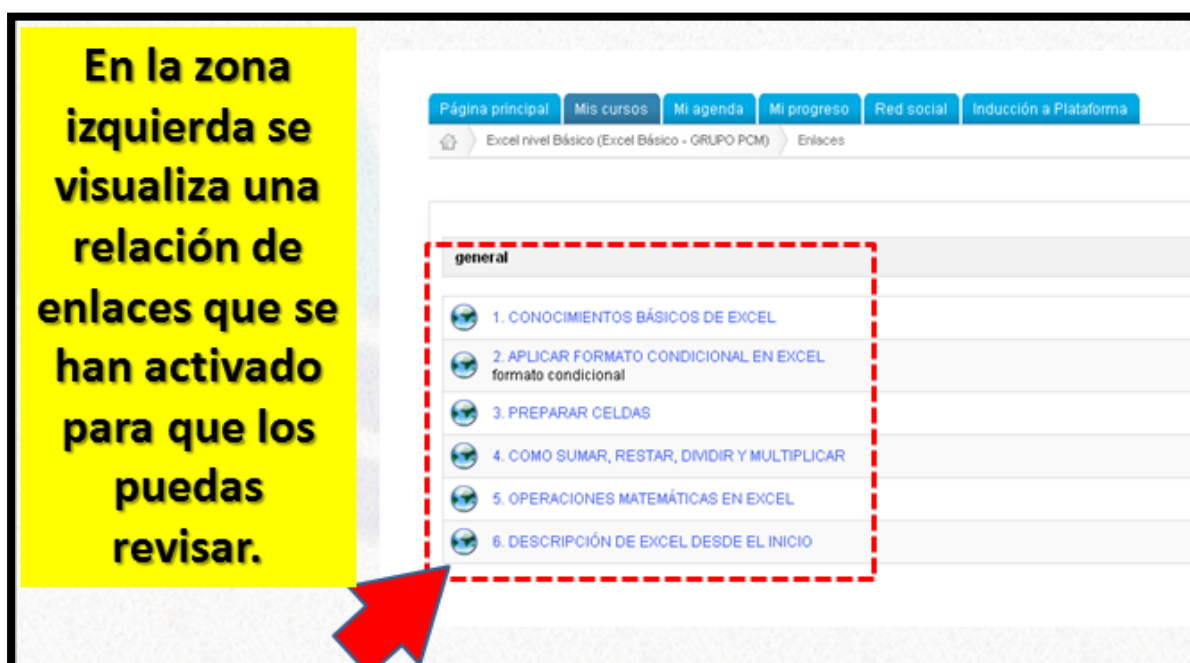 En la zona
izquierda se
visualiza una
relación de
enlaces que se
han activado
para que los
puedas
revisar.
Página principal Mis cursos Mi agenda Mi progreso Red social Inducción a Plataforma
Excel nivel Básico (Excel Básico - GRUPO PCM) Enlaces
general
1. CONOCIMIENTOS BÁSICOS DE EXCEL
2. APLICAR FORMATO CONDICIONAL EN EXCEL
formato condicional
3. PREPARAR CELDAS
4. COMO SUMAR, RESTAR, DIVIDIR Y MULTIPLICAR
5. OPERACIONES MATEMÁTICAS EN EXCEL
6. DESCRIPCIÓN DE EXCEL DESDE EL INICIO